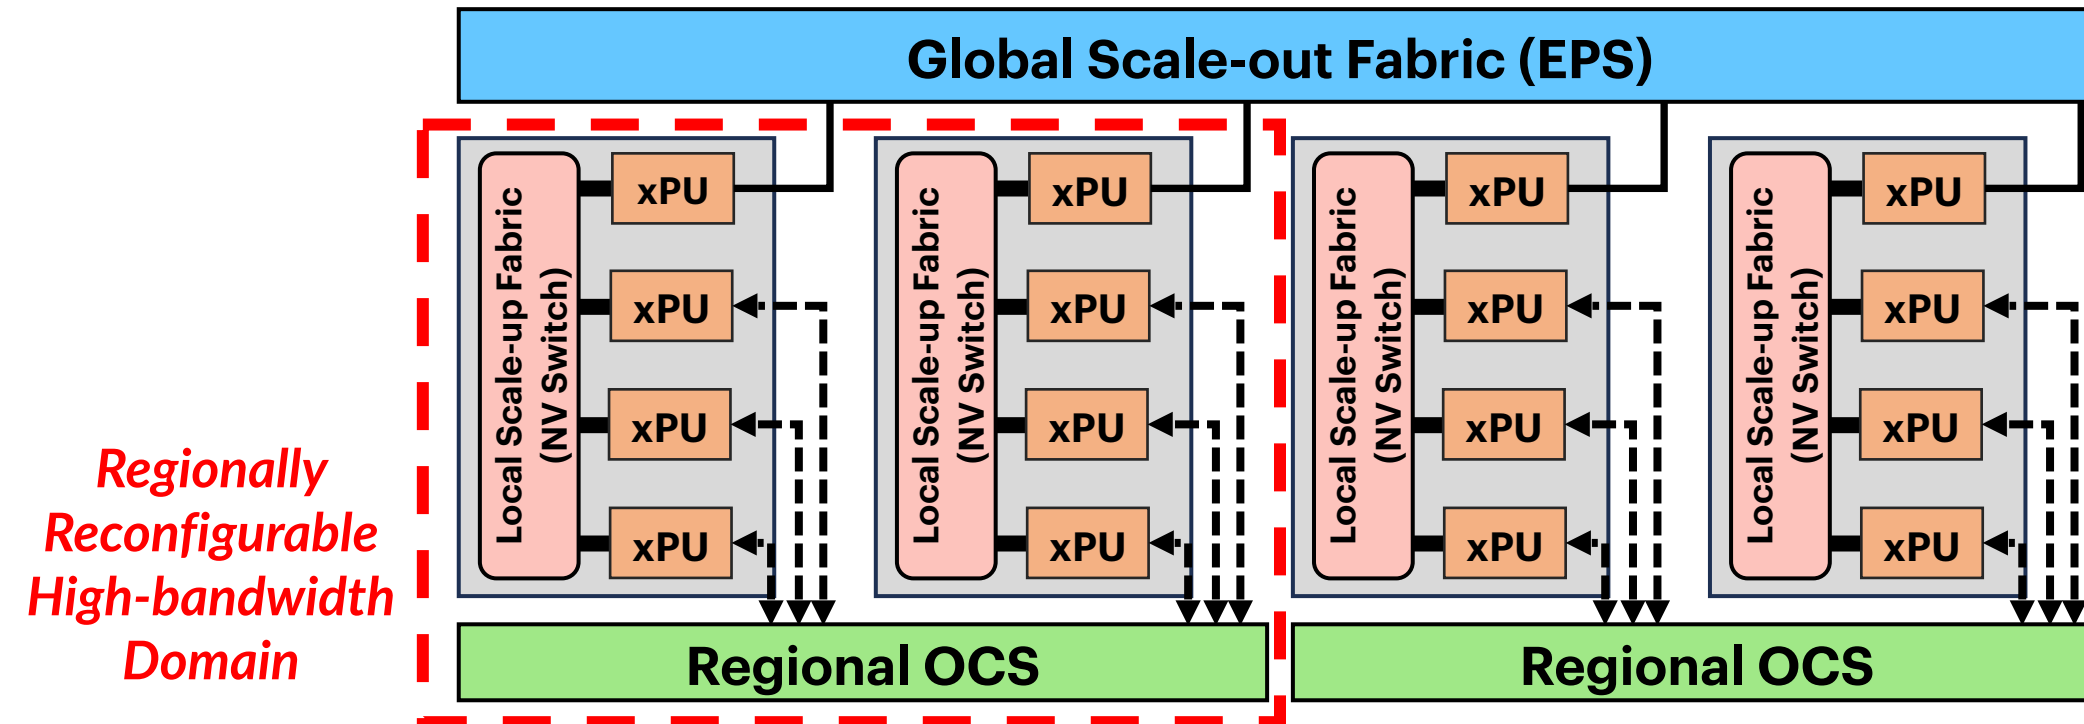 Global Scale-out Fabric (EPS)
Local Scale-up Fabric
(NV Switch)
xPU
xPU
xPU
xPU
Local Scale-up Fabric
(NV Switch)
xPU
xPU
xPU
xPU
Local Scale-up Fabric
(NV Switch)
xPU
xPU
xPU
xPU
Local Scale-up Fabric
(NV Switch)
xPU
xPU
xPU
xPU
Regionally
Reconfigurable
High-bandwidth
Domain
Regional OCS
Regional OCS